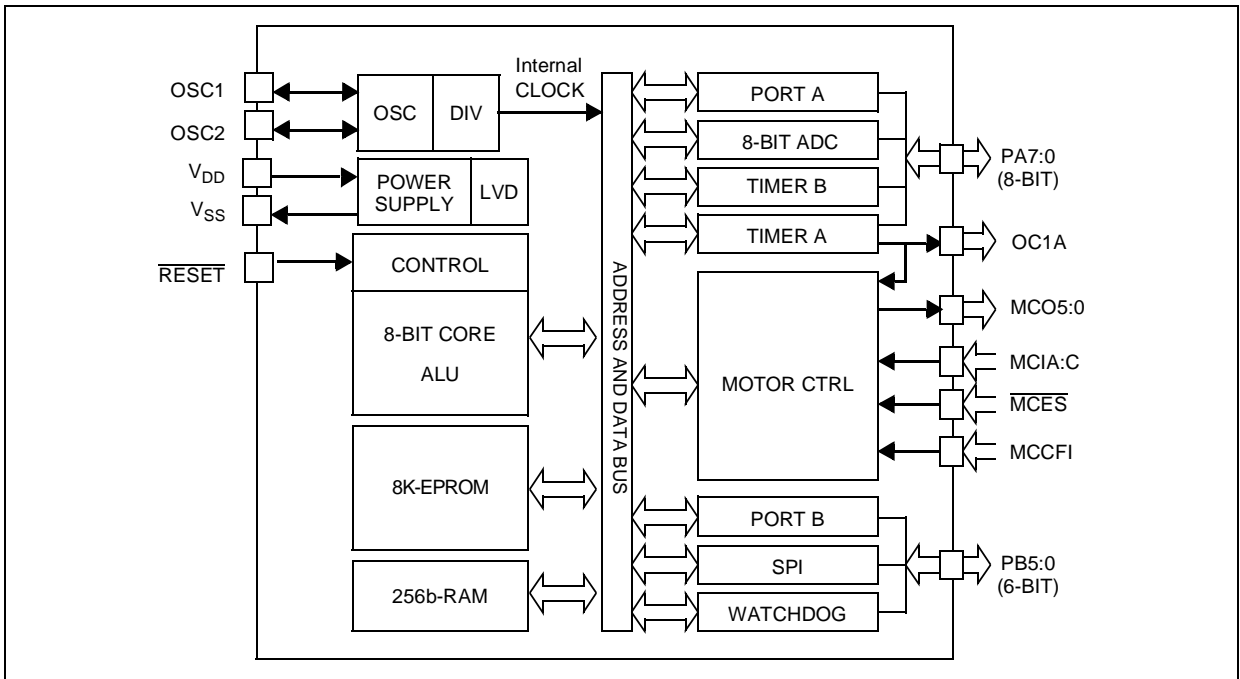 OSC1
OSC2
VDD
VSS
RESET
OSC
DIV
Internal
CLOCK
POWER
SUPPLY
LVD
CONTROL
8-BIT CORE
ALU
8K-EPROM
256b-RAM
ADDRESS AND DATA BUS
PORT A
8-BIT ADC
TIMER B
TIMER A
MOTOR CTRL
PORT B
SPI
WATCHDOG
PA7:0
(8-BIT)
OC1A
MCO5:0
MCIA:C
MCES
MCCFI
PB5:0
(6-BIT)